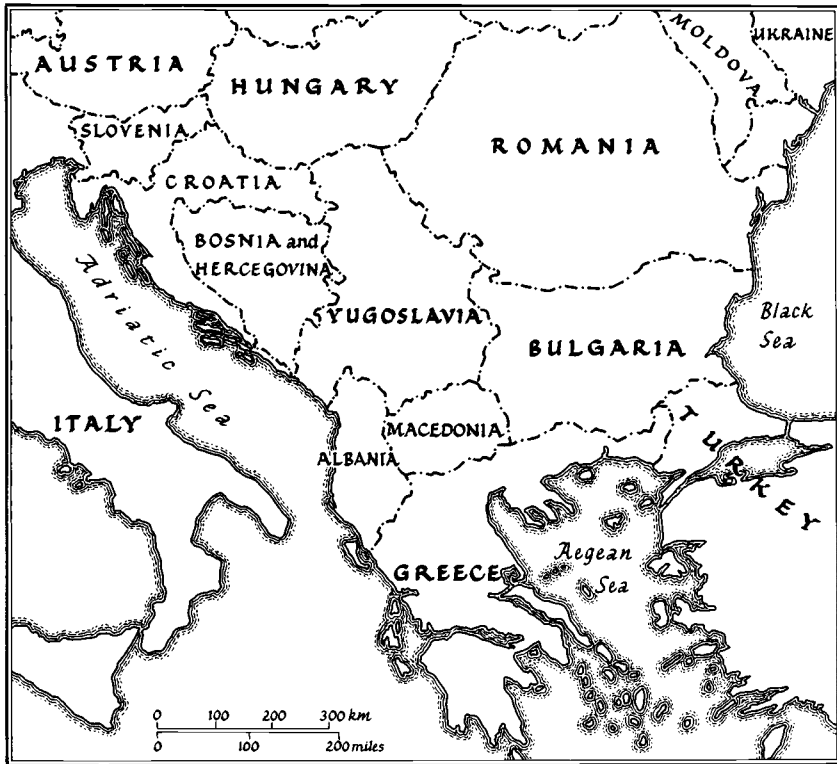 UKRAINE
MOLDOVA
AUSTRIA
HUNGARY
SLOVENIA
ROMANIA
CROATIA
BOSNIA and
HERCEGOVINA
Adriatic Sea
YUGOSLAVIA
Black
Sea
BULGARIA
ITALY
MACEDONIA
TURKEY
ALBANIA
Aegean
Sea
GREECE
0 100 200 300 km
0 100 200 miles